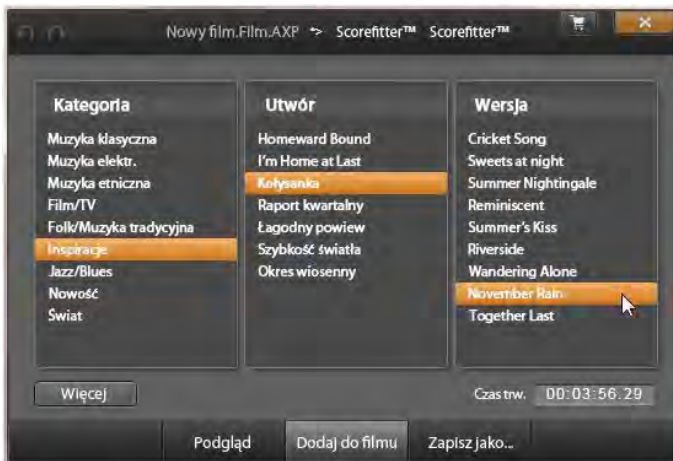 Nowy film.Film.AXP Scorefitter™ Scorefitter™
Kategoria
Muzyka klasyczna
Muzyka elektr.
Muzyka etniczna
Film/TV
Folk/Muzyka tradycyjna
Inspiracje
Jazz/Blues
Nowość
Świat
Utwór
Homeward Bound
I'm Home at Last
Kołysanka
Raport kwartalny
Łagodny powiew
Szybkość światła
Okres wiosenny
Wersja
Cricket Song
Sweets at night
Summer Nightingale
Reminiscent
Summer's Kiss
Riverside
Wandering Alone
November Rain
Together Last
Więcej
Czas trw. 00:03:56.29
Podgląd Dodaj do filmu Zapisz jako...